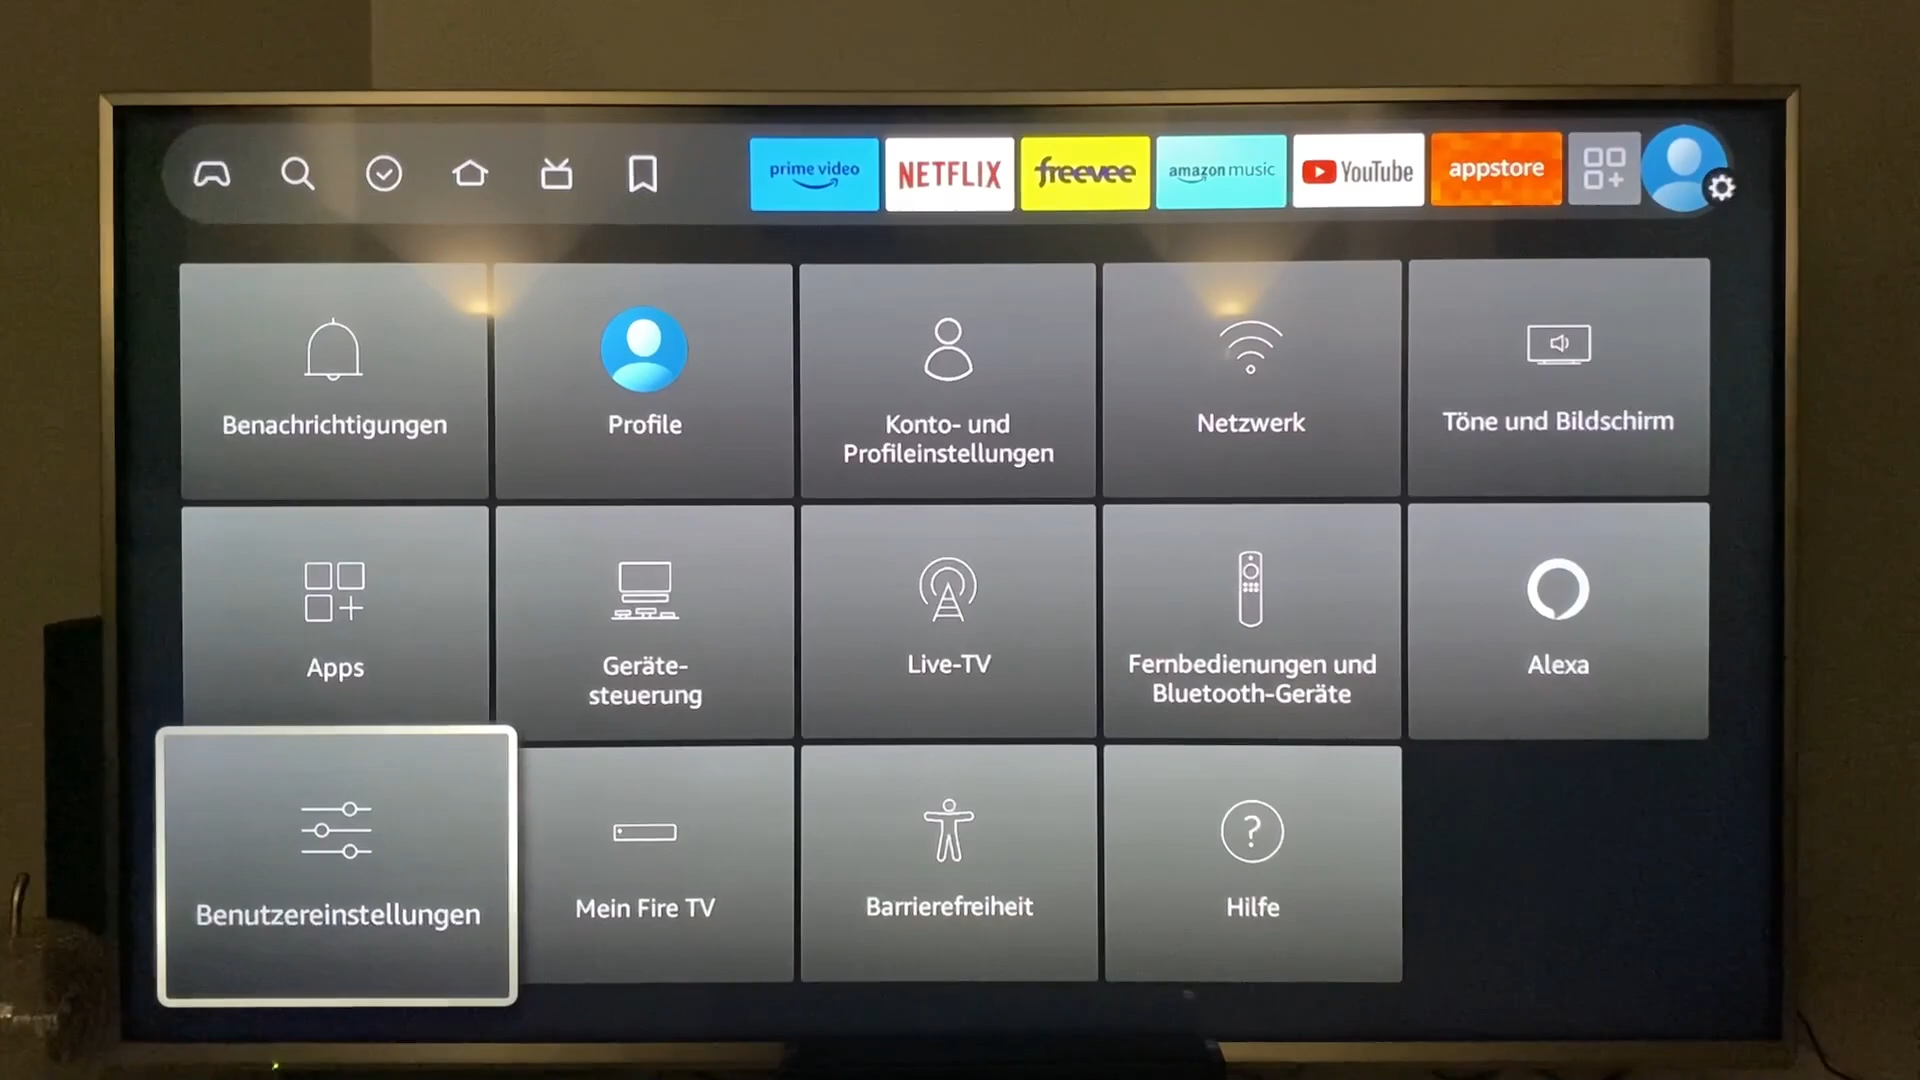 prime video
NETFLIX
freevee
amazon music
YouTube
appstore
Benachrichtigungen
Profile
Konto- und
Profileinstellungen
Netzwerk
Töne und Bildschirm
Apps
Geräte-
steuerung
Live-TV
Fernbedienungen und
Bluetooth-Geräte
Alexa
Benutzereinstellungen
Mein Fire TV
Barrierefreiheit
?
Hilfe